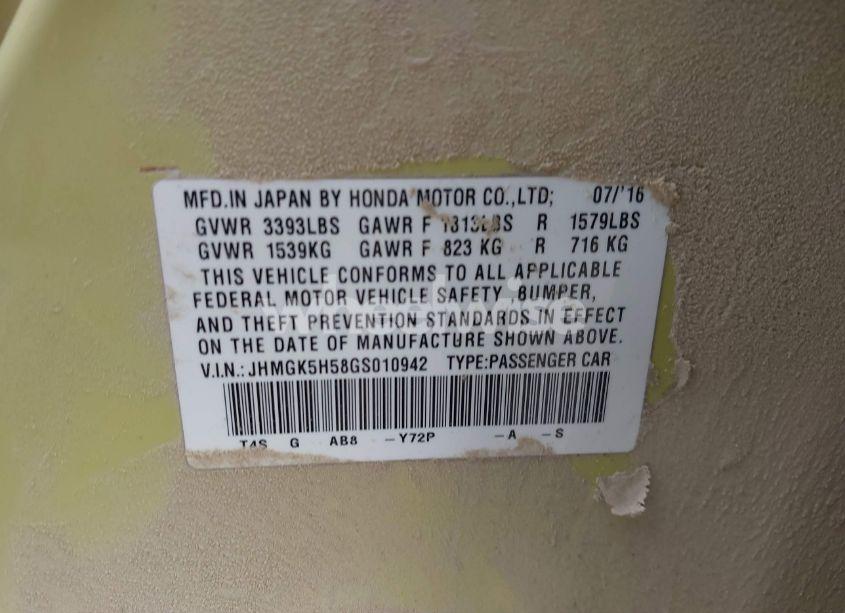 MFD.IN JAPAN BY HONDA MOTOR CO.,LTD; 07/'16
GVWR 3393LBS GAWR F 1813LBS R 1579LBS
GVWR 1539KG GAWR F 823 KG R 716 KG
THIS VEHICLE CONFORMS TO ALL APPLICABLE
FEDERAL MOTOR VEHICLE SAFETY, BUMPER,
AND THEFT PREVENTION STANDARDS IN EFFECT
ON THE DATE OF MANUFACTURE SHOWN ABOVE.
V.I.N.: JHMGK5H58GS010942 TYPE:PASSENGER CAR
T4S G AB8 -Y72P -A -S